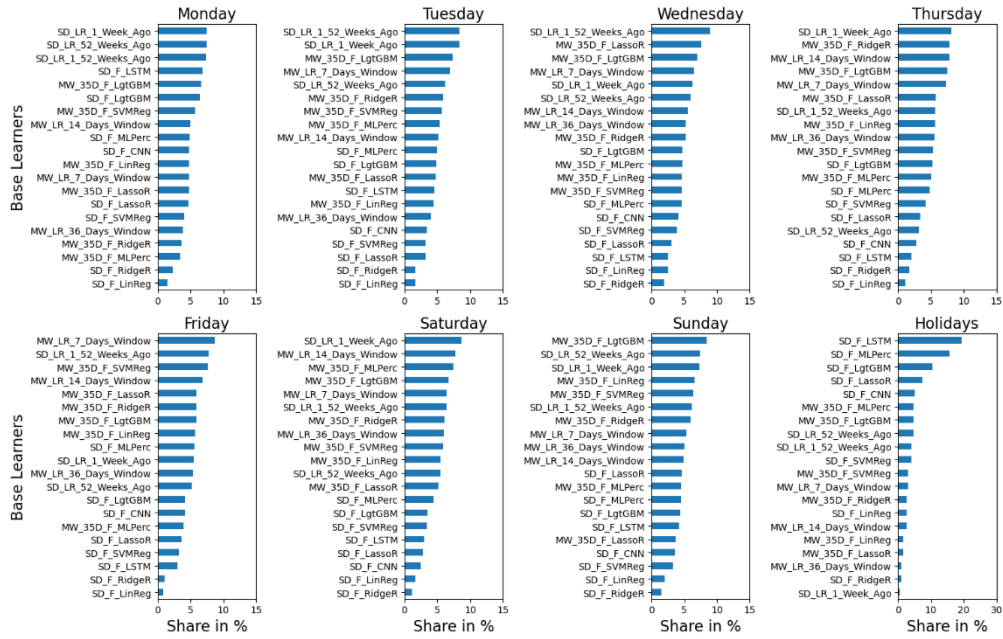 Monday
Base Learners
SD_LR_1_Week_Ago
SD_LR_52_Weeks_Ago
SD_LR_1_52_Weeks_Ago
SD_F_LSTM
MW_35D_F_LgtGBM
SD_F_LgtGBM
MW_35D_F_SVMReg
MW_LR_14_Days_Window
SD_F_MLPerc
SD_F_CNN
MW_35D_F_LinReg
MW_LR_7_Days_Window
MW_35D_F_LassoR
SD_F_LassoR
SD_F_SVMReg
MW_LR_36_Days_Window
MW_35D_F_RidgeR
MW_35D_F_MLPerc
SD_F_RidgeR
SD_F_LinReg
0 5 10 15
Tuesday
SD_LR_1_52_Weeks_Ago
SD_LR_1_Week_Ago
MW_35D_F_LgtGBM
MW_LR_7_Days_Window
SD_LR_52_Weeks_Ago
MW_35D_F_RidgeR
MW_35D_F_SVMReg
MW_35D_F_MLPerc
MW_LR_14_Days_Window
SD_F_MLPerc
SD_F_LgtGBM
MW_35D_F_LassoR
SD_F_LSTM
MW_35D_F_LinReg
MW_LR_36_Days_Window
SD_F_CNN
SD_F_SVMReg
SD_F_LassoR
SD_F_RidgeR
SD_F_LinReg
0 5 10 15
Wednesday
SD_LR_1_52_Weeks_Ago
MW_35D_F_LassoR
MW_35D_F_LgtGBM
MW_LR_7_Days_Window
SD_LR_1_Week_Ago
SD_LR_52_Weeks_Ago
MW_LR_14_Days_Window
MW_LR_36_Days_Window
MW_35D_F_RidgeR
SD_F_LgtGBM
MW_35D_F_MLPerc
MW_35D_F_LinReg
MW_35D_F_SVMReg
SD_F_MLPerc
SD_F_CNN
SD_F_SVMReg
SD_F_LassoR
SD_F_LSTM
SD_F_LinReg
SD_F_RidgeR
0 5 10 15
Thursday
SD_LR_1_Week_Ago
MW_35D_F_RidgeR
MW_LR_14_Days_Window
MW_35D_F_LgtGBM
MW_LR_7_Days_Window
MW_35D_F_LassoR
SD_LR_1_52_Weeks_Ago
MW_35D_F_LinReg
MW_LR_36_Days_Window
MW_35D_F_SVMReg
SD_F_LgtGBM
MW_35D_F_MLPerc
SD_F_MLPerc
SD_F_SVMReg
SD_F_LassoR
SD_LR_52_Weeks_Ago
SD_F_CNN
SD_F_LSTM
SD_F_RidgeR
SD_F_LinReg
0 5 10 15
Friday
Base Learners
MW_LR_7_Days_Window
SD_LR_1_52_Weeks_Ago
MW_35D_F_SVMReg
MW_LR_14_Days_Window
MW_35D_F_LassoR
MW_35D_F_RidgeR
MW_35D_F_LgtGBM
MW_35D_F_LinReg
SD_F_MLPerc
SD_LR_1_Week_Ago
MW_LR_36_Days_Window
SD_LR_52_Weeks_Ago
SD_F_LgtGBM
SD_F_CNN
MW_35D_F_MLPerc
SD_F_LassoR
SD_F_SVMReg
SD_F_LSTM
SD_F_RidgeR
SD_F_LinReg
0 5 10 15
Share in %
Saturday
SD_LR_1_Week_Ago
MW_LR_14_Days_Window
MW_35D_F_MLPerc
MW_35D_F_LgtGBM
MW_LR_7_Days_Window
SD_LR_1_52_Weeks_Ago
MW_35D_F_RidgeR
MW_LR_36_Days_Window
MW_35D_F_SVMReg
MW_35D_F_LinReg
SD_LR_52_Weeks_Ago
MW_35D_F_LassoR
SD_F_MLPerc
SD_F_LgtGBM
SD_F_SVMReg
SD_F_LSTM
SD_F_LassoR
SD_F_CNN
SD_F_LinReg
SD_F_RidgeR
0 5 10 15
Share in %
Sunday
MW_35D_F_LgtGBM
SD_LR_52_Weeks_Ago
SD_LR_1_Week_Ago
MW_35D_F_LinReg
MW_35D_F_SVMReg
SD_LR_1_52_Weeks_Ago
MW_35D_F_RidgeR
MW_LR_7_Days_Window
MW_LR_36_Days_Window
MW_LR_14_Days_Window
SD_F_LassoR
MW_35D_F_MLPerc
SD_F_MLPerc
SD_F_LgtGBM
SD_F_LSTM
MW_35D_F_LassoR
SD_F_CNN
SD_F_SVMReg
SD_F_LinReg
SD_F_RidgeR
0 5 10 15
Share in %
Holidays
SD_F_LSTM
SD_F_MLPerc
SD_F_LgtGBM
SD_F_LassoR
SD_F_CNN
MW_35D_F_MLPerc
MW_35D_F_LgtGBM
SD_LR_52_Weeks_Ago
SD_LR_1_52_Weeks_Ago
SD_F_SVMReg
MW_35D_F_SVMReg
MW_LR_7_Days_Window
MW_35D_F_RidgeR
SD_F_LinReg
MW_LR_14_Days_Window
MW_35D_F_LinReg
MW_35D_F_LassoR
MW_LR_36_Days_Window
SD_F_RidgeR
SD_LR_1_Week_Ago
0 10 20 30
Share in %